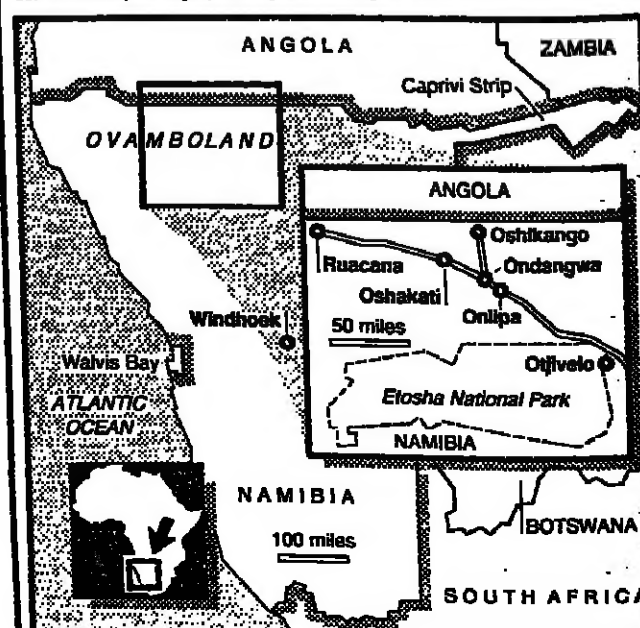 ANGOLA
ZAMBIA
Caprivi Strip
OVAMBOLAND
ANGOLA
Oshikango
Ruacana
Ondangwa
Oshakati
Onlipa
Windhoek
50 miles
Walvis Bay
Otjivelo
ATLANTIC
OCEAN
Etosha National Park
NAMIBIA
NAMIBIA
100 miles
BOTSWANA
SOUTH AFRICA